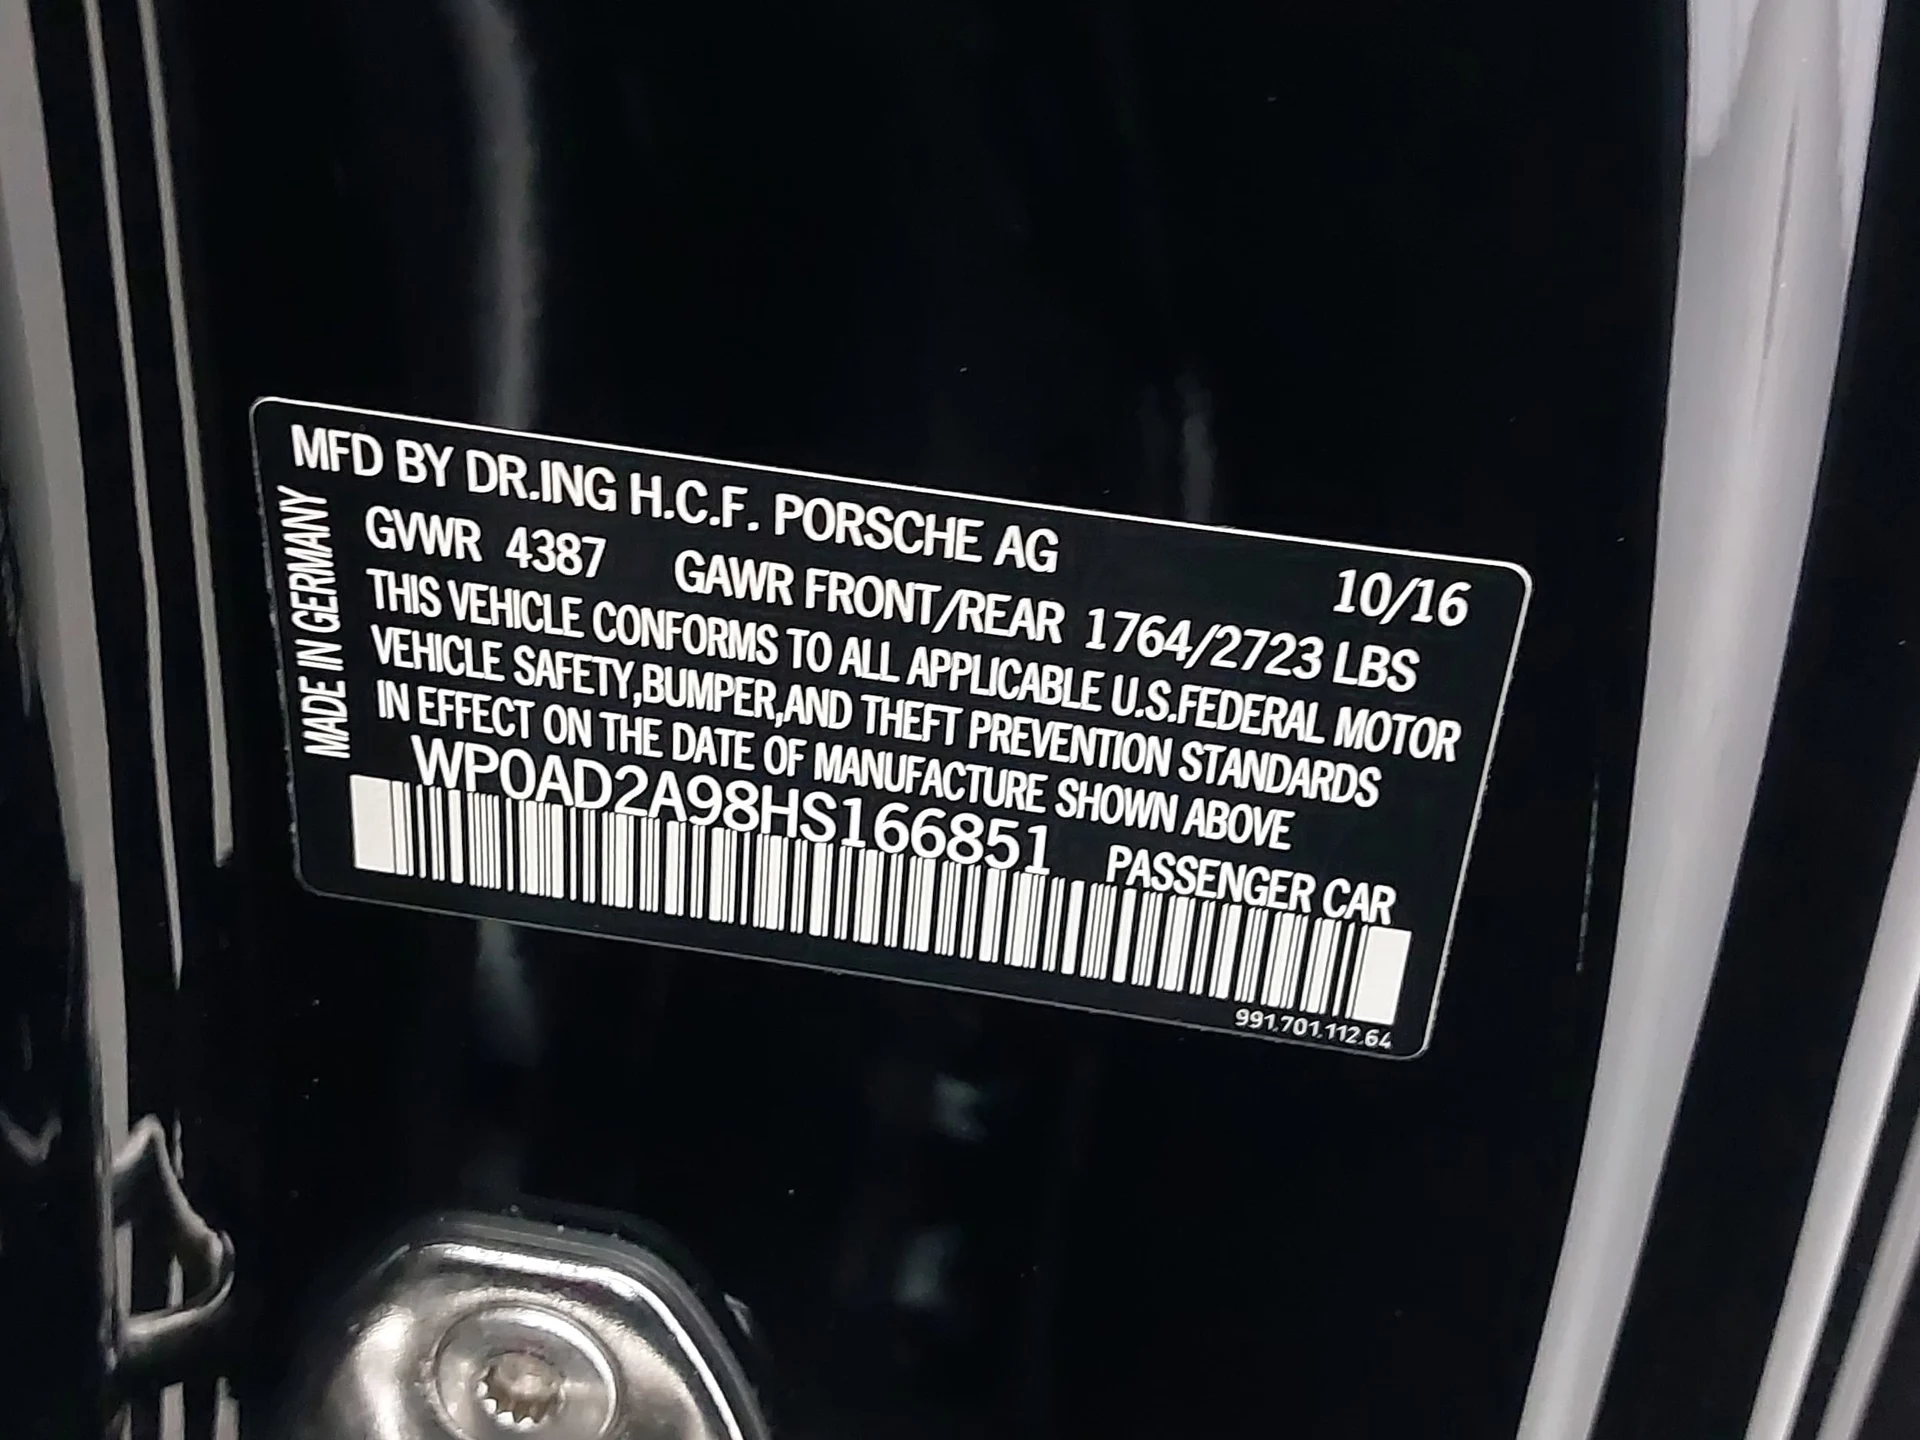 MFD BY DR.ING H.C.F. PORSCHE AG
10/16
MADE IN GERMANY
GVWR 4387 GAWR FRONT/REAR 1764/2723 LBS
THIS VEHICLE CONFORMS TO ALL APPLICABLE U.S.FEDERAL MOTOR
VEHICLE SAFETY,BUMPER,AND THEFT PREVENTION STANDARDS
IN EFFECT ON THE DATE OF MANUFACTURE SHOWN ABOVE
WP0AD2A98HS166851 PASSENGER CAR
991.701.112.64